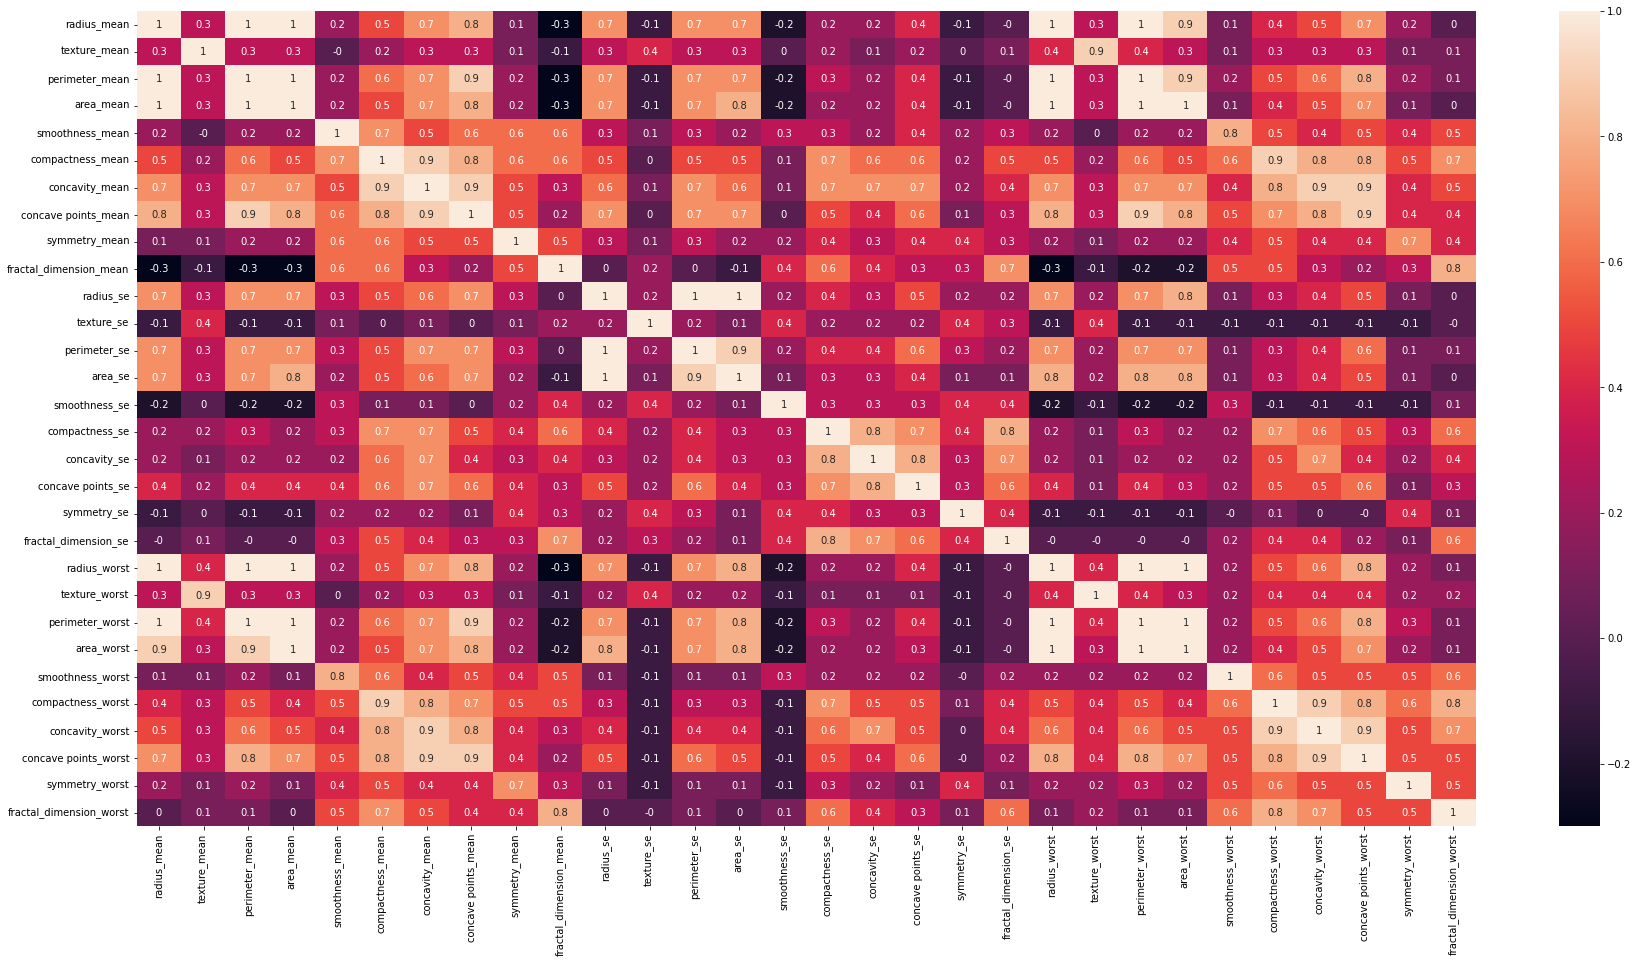 radius_mean 1 0.3 1 1 0.2 0.5 0.7 0.8 0.1 -0.3 0.7 -0.1 0.7 0.7 -0.2 0.2 0.2 0.4 -0.1 -0 1 0.3 1 0.9 0.1 0.4 0.5 0.7 0.2 0
texture_mean 0.3 1 0.3 0.3 -0 0.2 0.3 0.3 0.1 -0.1 0.3 0.4 0.3 0.3 0 0.2 0.1 0.2 0 0.1 0.4 0.9 0.4 0.3 0.1 0.3 0.3 0.3 0.1 0.1
perimeter_mean 1 0.3 1 1 0.2 0.6 0.7 0.9 0.2 -0.3 0.7 -0.1 0.7 0.7 -0.2 0.3 0.2 0.4 -0.1 -0 1 0.3 1 0.9 0.2 0.5 0.6 0.8 0.2 0.1
area_mean 1 0.3 1 1 0.2 0.5 0.7 0.8 0.2 -0.3 0.7 -0.1 0.7 0.8 -0.2 0.2 0.2 0.4 -0.1 -0 1 0.3 1 1 0.1 0.4 0.5 0.7 0.1 0
smoothness_mean 0.2 -0 0.2 0.2 1 0.7 0.5 0.6 0.6 0.6 0.3 0.1 0.3 0.2 0.3 0.3 0.2 0.4 0.2 0.3 0.2 0 0.2 0.2 0.8 0.5 0.4 0.5 0.4 0.5
compactness_mean 0.5 0.2 0.6 0.5 0.7 1 0.9 0.8 0.6 0.6 0.5 0 0.5 0.5 0.1 0.7 0.6 0.6 0.2 0.5 0.5 0.2 0.6 0.5 0.6 0.9 0.8 0.8 0.5 0.7
concavity_mean 0.7 0.3 0.7 0.7 0.5 0.9 1 0.9 0.5 0.3 0.6 0.1 0.7 0.6 0.1 0.7 0.7 0.7 0.2 0.4 0.7 0.3 0.7 0.7 0.4 0.8 0.9 0.9 0.4 0.5
concave points_mean 0.8 0.3 0.9 0.8 0.6 0.8 0.9 1 0.5 0.2 0.7 0 0.7 0.7 0 0.5 0.4 0.6 0.1 0.3 0.8 0.3 0.9 0.8 0.5 0.7 0.8 0.9 0.4 0.4
symmetry_mean 0.1 0.1 0.2 0.2 0.6 0.6 0.5 0.5 1 0.5 0.3 0.1 0.3 0.2 0.2 0.4 0.3 0.4 0.4 0.3 0.2 0.1 0.2 0.2 0.4 0.5 0.4 0.4 0.7 0.4
fractal_dimension_mean -0.3 -0.1 -0.3 -0.3 0.6 0.6 0.3 0.2 0.5 1 0 0.2 0 -0.1 0.4 0.6 0.4 0.3 0.3 0.7 -0.3 -0.1 -0.2 -0.2 0.5 0.5 0.3 0.2 0.3 0.8
radius_se 0.7 0.3 0.7 0.7 0.3 0.5 0.6 0.7 0.3 0 1 0.2 1 1 0.2 0.4 0.3 0.5 0.2 0.2 0.7 0.2 0.7 0.8 0.1 0.3 0.4 0.5 0.1 0
texture_se -0.1 0.4 -0.1 -0.1 0.1 0 0.1 0 0.1 0.2 0.2 1 0.2 0.1 0.4 0.2 0.2 0.2 0.4 0.3 -0.1 0.4 -0.1 -0.1 -0.1 -0.1 -0.1 -0.1 -0.1 -0
perimeter_se 0.7 0.3 0.7 0.7 0.3 0.5 0.7 0.7 0.3 0 1 0.2 1 0.9 0.2 0.4 0.4 0.6 0.3 0.2 0.7 0.2 0.7 0.7 0.1 0.3 0.4 0.6 0.1 0.1
area_se 0.7 0.3 0.7 0.8 0.2 0.5 0.6 0.7 0.2 -0.1 1 0.1 0.9 1 0.1 0.3 0.3 0.4 0.1 0.1 0.8 0.2 0.8 0.8 0.1 0.3 0.4 0.5 0.1 0
smoothness_se -0.2 0 -0.2 -0.2 0.3 0.1 0.1 0 0.2 0.4 0.2 0.4 0.2 0.1 1 0.3 0.3 0.3 0.4 0.4 -0.2 -0.1 -0.2 -0.2 0.3 -0.1 -0.1 -0.1 -0.1 0.1
compactness_se 0.2 0.2 0.3 0.2 0.3 0.7 0.7 0.5 0.4 0.6 0.4 0.2 0.4 0.3 0.3 1 0.8 0.7 0.4 0.8 0.2 0.1 0.3 0.2 0.2 0.7 0.6 0.5 0.3 0.6
concavity_se 0.2 0.1 0.2 0.2 0.2 0.6 0.7 0.4 0.3 0.4 0.3 0.2 0.4 0.3 0.3 0.8 1 0.8 0.3 0.7 0.2 0.1 0.2 0.2 0.2 0.5 0.7 0.4 0.2 0.4
concave points_se 0.4 0.2 0.4 0.4 0.4 0.6 0.7 0.6 0.4 0.3 0.5 0.2 0.6 0.4 0.3 0.7 0.8 1 0.3 0.6 0.4 0.1 0.4 0.3 0.2 0.5 0.5 0.6 0.1 0.3
symmetry_se -0.1 0 -0.1 -0.1 0.2 0.2 0.2 0.1 0.4 0.3 0.2 0.4 0.3 0.1 0.4 0.4 0.3 0.3 1 0.4 -0.1 -0.1 -0.1 -0.1 -0 0.1 0 -0 0.4 0.1
fractal_dimension_se -0 0.1 -0 -0 0.3 0.5 0.4 0.3 0.3 0.7 0.2 0.3 0.2 0.1 0.4 0.8 0.7 0.6 0.4 1 -0 -0 -0 -0 0.2 0.4 0.4 0.2 0.1 0.6
radius_worst 1 0.4 1 1 0.2 0.5 0.7 0.8 0.2 -0.3 0.7 -0.1 0.7 0.8 -0.2 0.2 0.2 0.4 -0.1 -0 1 0.4 1 1 0.2 0.5 0.6 0.8 0.2 0.1
texture_worst 0.3 0.9 0.3 0.3 0 0.2 0.3 0.3 0.1 -0.1 0.2 0.4 0.2 0.2 -0.1 0.1 0.1 0.1 -0.1 -0 0.4 1 0.4 0.3 0.2 0.4 0.4 0.4 0.2 0.2
perimeter_worst 1 0.4 1 1 0.2 0.6 0.7 0.9 0.2 -0.2 0.7 -0.1 0.7 0.8 -0.2 0.3 0.2 0.4 -0.1 -0 1 0.4 1 1 0.2 0.5 0.6 0.8 0.3 0.1
area_worst 0.9 0.3 0.9 1 0.2 0.5 0.7 0.8 0.2 -0.2 0.8 -0.1 0.7 0.8 -0.2 0.2 0.2 0.3 -0.1 -0 1 0.3 1 1 0.2 0.4 0.5 0.7 0.2 0.1
smoothness_worst 0.1 0.1 0.2 0.1 0.8 0.6 0.4 0.5 0.4 0.5 0.1 -0.1 0.1 0.1 0.3 0.2 0.2 0.2 -0 0.2 0.2 0.2 0.2 0.2 1 0.6 0.5 0.5 0.5 0.6
compactness_worst 0.4 0.3 0.5 0.4 0.5 0.9 0.8 0.7 0.5 0.5 0.3 -0.1 0.3 0.3 -0.1 0.7 0.5 0.5 0.1 0.4 0.5 0.4 0.5 0.4 0.6 1 0.9 0.8 0.6 0.8
concavity_worst 0.5 0.3 0.6 0.5 0.4 0.8 0.9 0.8 0.4 0.3 0.4 -0.1 0.4 0.4 -0.1 0.6 0.7 0.5 0 0.4 0.6 0.4 0.6 0.5 0.5 0.9 1 0.9 0.5 0.7
concave points_worst 0.7 0.3 0.8 0.7 0.5 0.8 0.9 0.9 0.4 0.2 0.5 -0.1 0.6 0.5 -0.1 0.5 0.4 0.6 -0 0.2 0.8 0.4 0.8 0.7 0.5 0.8 0.9 1 0.5 0.5
symmetry_worst 0.2 0.1 0.2 0.1 0.4 0.5 0.4 0.4 0.7 0.3 0.1 -0.1 0.1 0.1 -0.1 0.3 0.2 0.1 0.4 0.1 0.2 0.2 0.3 0.2 0.5 0.6 0.5 0.5 1 0.5
fractal_dimension_worst 0 0.1 0.1 0 0.5 0.7 0.5 0.4 0.4 0.8 0 -0 0.1 0 0.1 0.6 0.4 0.3 0.1 0.6 0.1 0.2 0.1 0.1 0.6 0.8 0.7 0.5 0.5 1
radius_mean
texture_mean
perimeter_mean
area_mean
smoothness_mean
compactness_mean
concavity_mean
concave points_mean
symmetry_mean
fractal_dimension_mean
radius_se
texture_se
perimeter_se
area_se
smoothness_se
compactness_se
concavity_se
concave points_se
symmetry_se
fractal_dimension_se
radius_worst
texture_worst
perimeter_worst
area_worst
smoothness_worst
compactness_worst
concavity_worst
concave points_worst
symmetry_worst
fractal_dimension_worst
1.0
0.8
0.6
0.4
0.2
0.0
−0.2